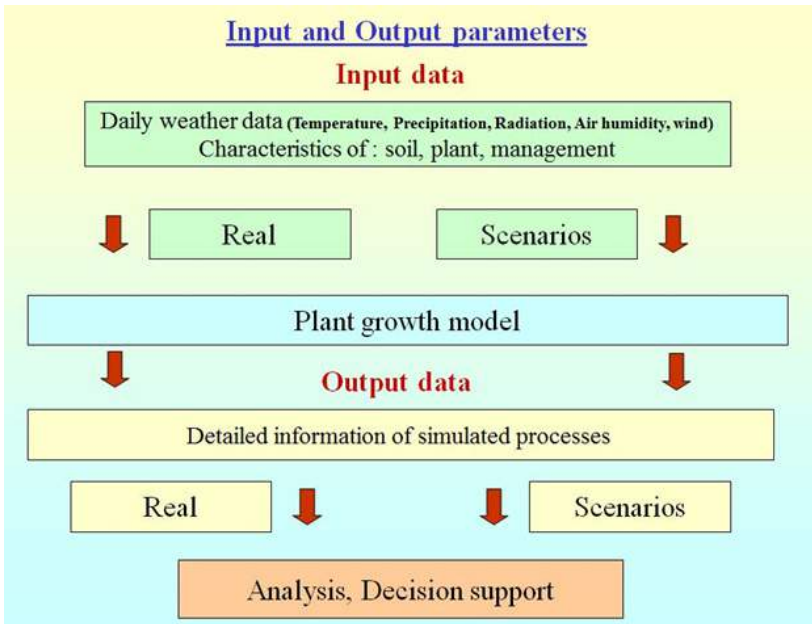 Input and Output parameters
Input data
Daily weather data (Temperature, Precipitation, Radiation, Air humidity, wind)
Characteristics of : soil, plant, management
Real
Scenarios
Plant growth model
Output data
Detailed information of simulated processes
Real
Scenarios
Analysis, Decision support